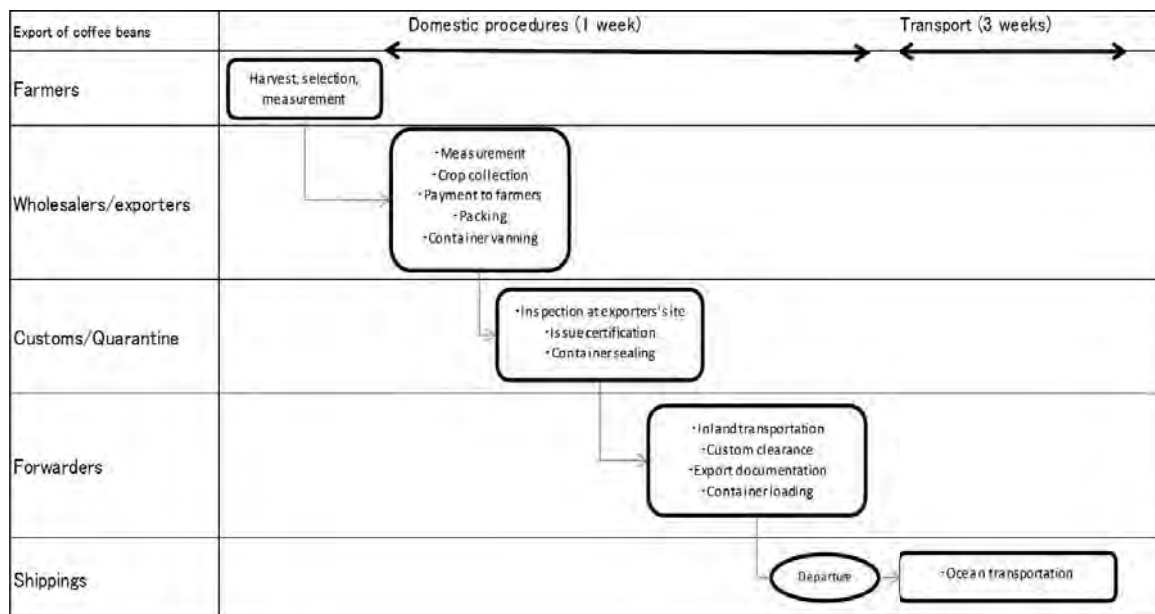 Export of coffee beans
Domestic procedures (1 week)
Transport (3 weeks)
Farmers
Harvest, selection,
measurement
Wholesalers/exporters
・Measurement
・Crop collection
・Payment to farmers
・Packing
・Container vanning
Customs/Quarantine
・Inspection at exporters' site
・Issue certification
・Container sealing
Forwarders
・Inland transportation
・Custom clearance
・Export documentation
・Container loading
Shippings
Departure
・Ocean transportation